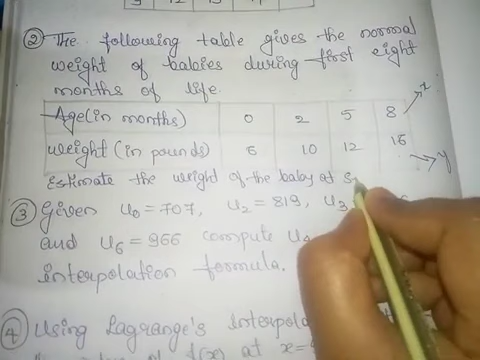 ② The following table gives the normal
weight of babies during first eight
months of life.
Age (in months) 0 2 5 8 x
weight (in pounds) 6 10 12 16 y
Estimate the weight of the baby at
③ Given u₀ = 707, u₂ = 819, u₃
and u₆ = 966 compute u₄
interpolation formula.
④ Using Lagrange's
f(x) at x=